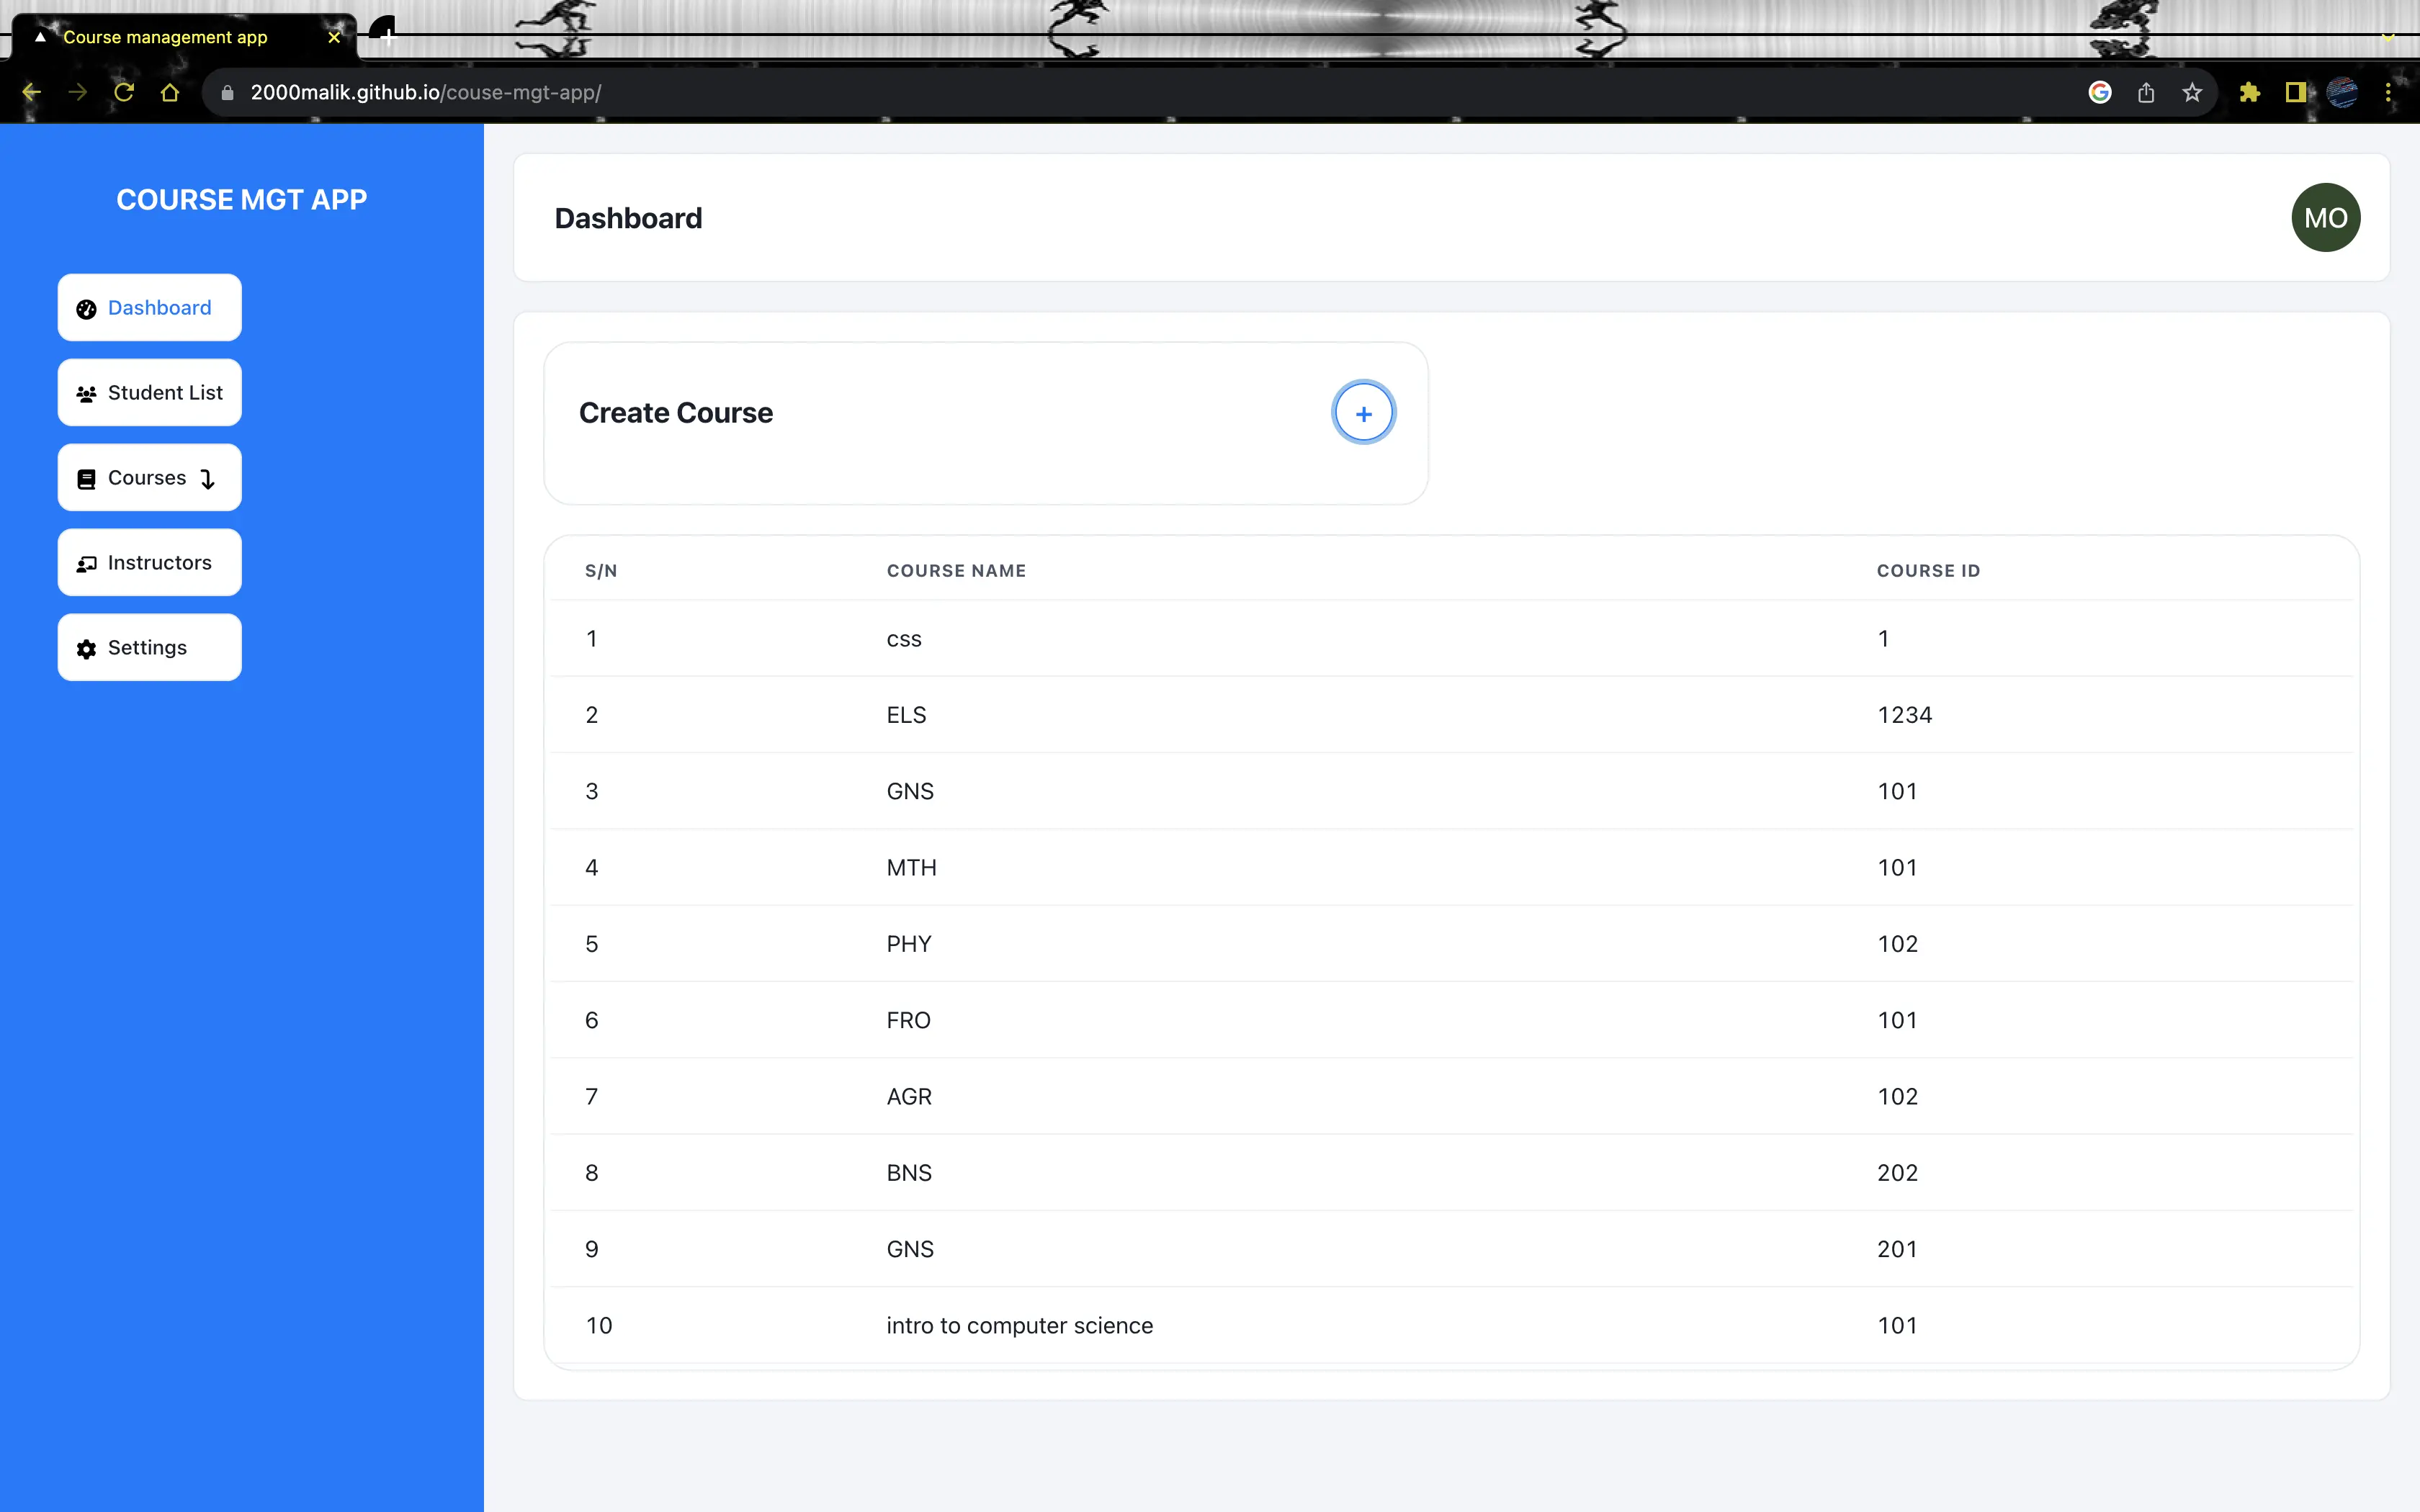 Course management app
2000malik.github.io/couse-mgt-app/
COURSE MGT APP
Dashboard
Student List
Courses
Instructors
Settings
Dashboard
MO
Create Course
+
S/N COURSE NAME COURSE ID
1 css 1
2 ELS 1234
3 GNS 101
4 MTH 101
5 PHY 102
6 FRO 101
7 AGR 102
8 BNS 202
9 GNS 201
10 intro to computer science 101